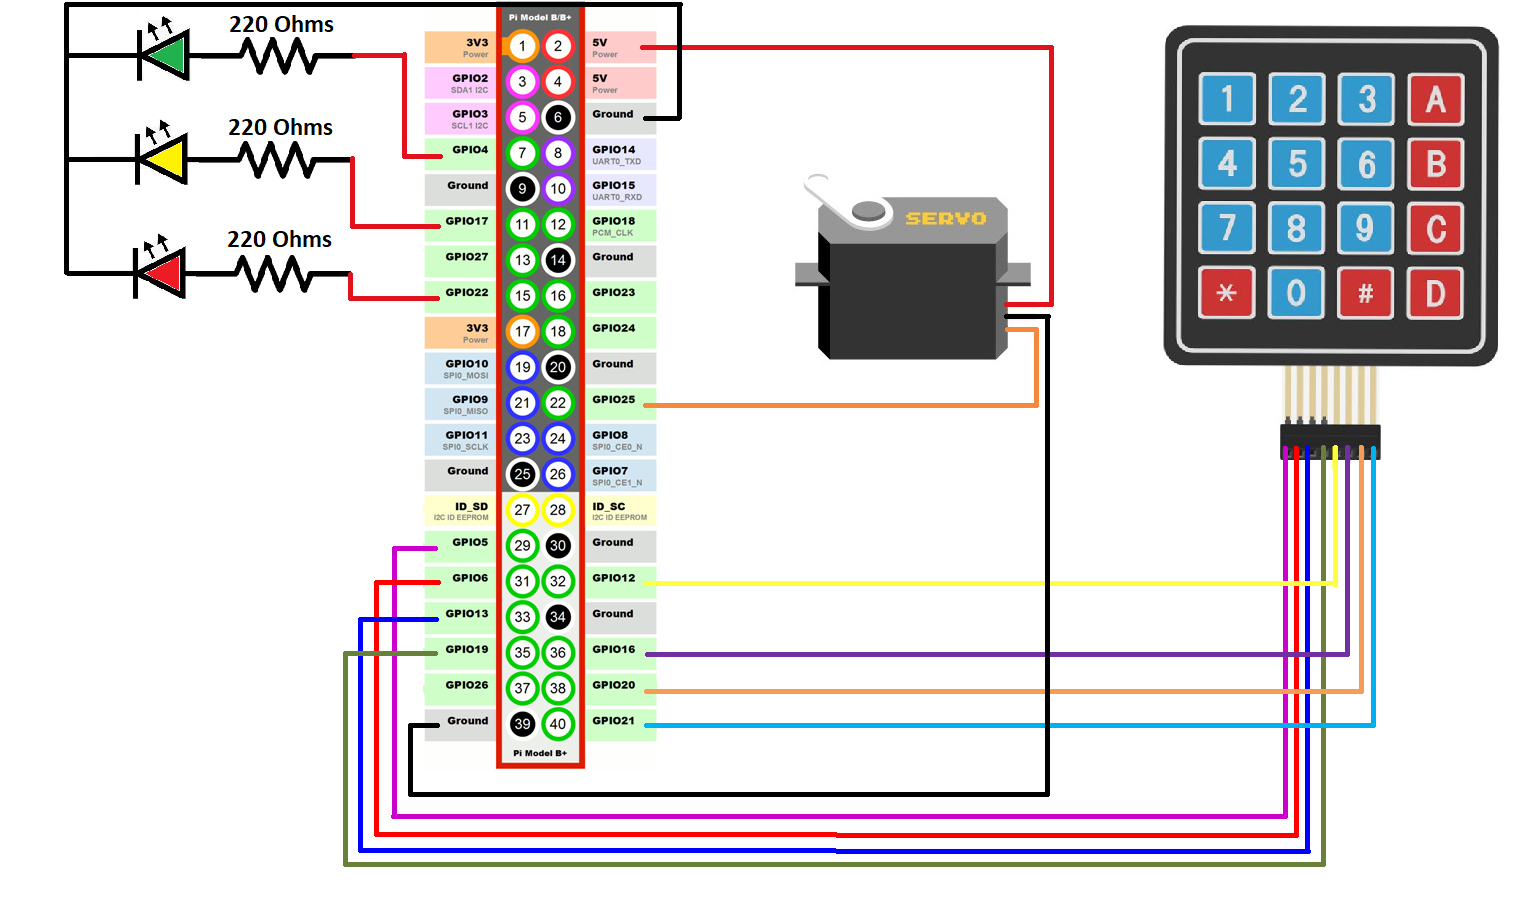 220 Ohms
220 Ohms
220 Ohms
Pi Model B/B+
3V3 Power 1 2 5V Power
GPIO2 SDA1 I2C 3 4 5V Power
GPIO3 SCL1 I2C 5 6 Ground
GPIO4 7 8 GPIO14 UART0_TXD
Ground 9 10 GPIO15 UART0_RXD
GPIO17 11 12 GPIO18 PCM_CLK
GPIO27 13 14 Ground
GPIO22 15 16 GPIO23
3V3 Power 17 18 GPIO24
GPIO10 SPI0_MOSI 19 20 Ground
GPIO9 SPI0_MISO 21 22 GPIO25
GPIO11 SPI0_SCLK 23 24 GPIO8 SPI0_CE0_N
Ground 25 26 GPIO7 SPI0_CE1_N
ID_SD I2C ID EEPROM 27 28 ID_SC I2C ID EEPROM
GPIO5 29 30 Ground
GPIO6 31 32 GPIO12
GPIO13 33 34 Ground
GPIO19 35 36 GPIO16
GPIO26 37 38 GPIO20
Ground 39 40 GPIO21
Pi Model B+
SERVO
1 2 3 A
4 5 6 B
7 8 9 C
* 0 # D